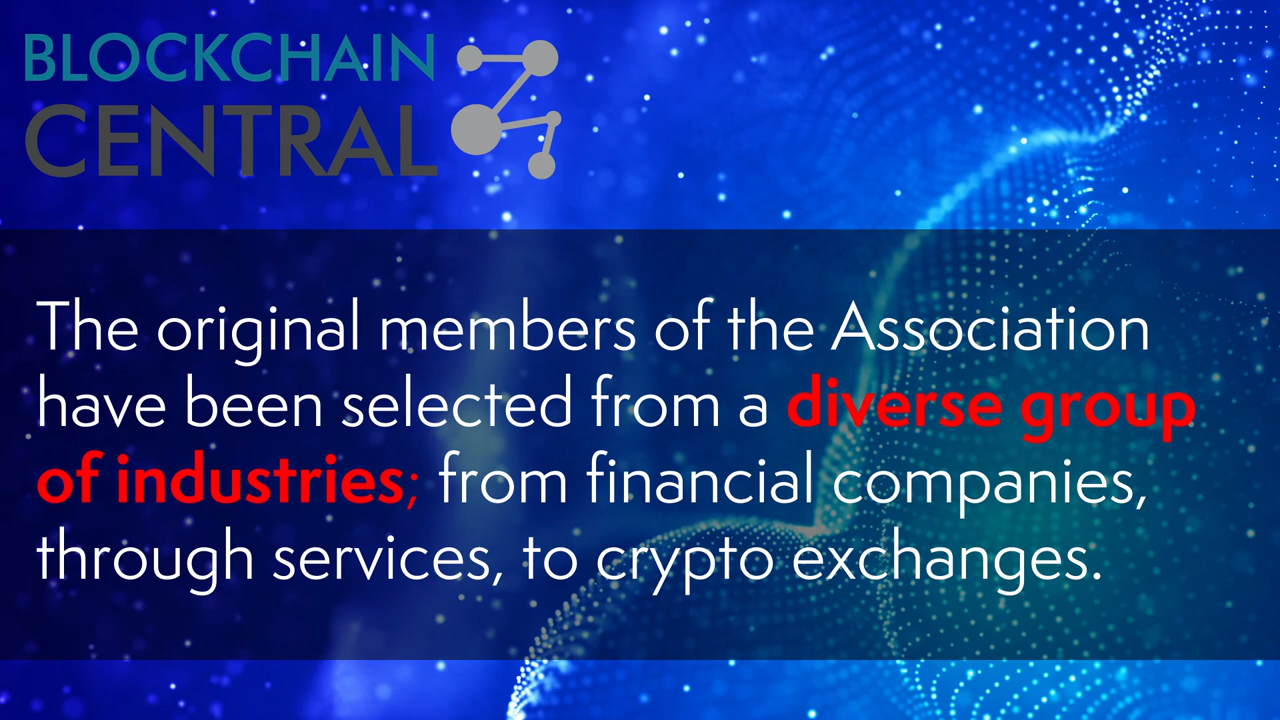 BLOCKCHAIN
CENTRAL
The original members of the Association
have been selected from a diverse group
of industries; from financial companies,
through services, to crypto exchanges.